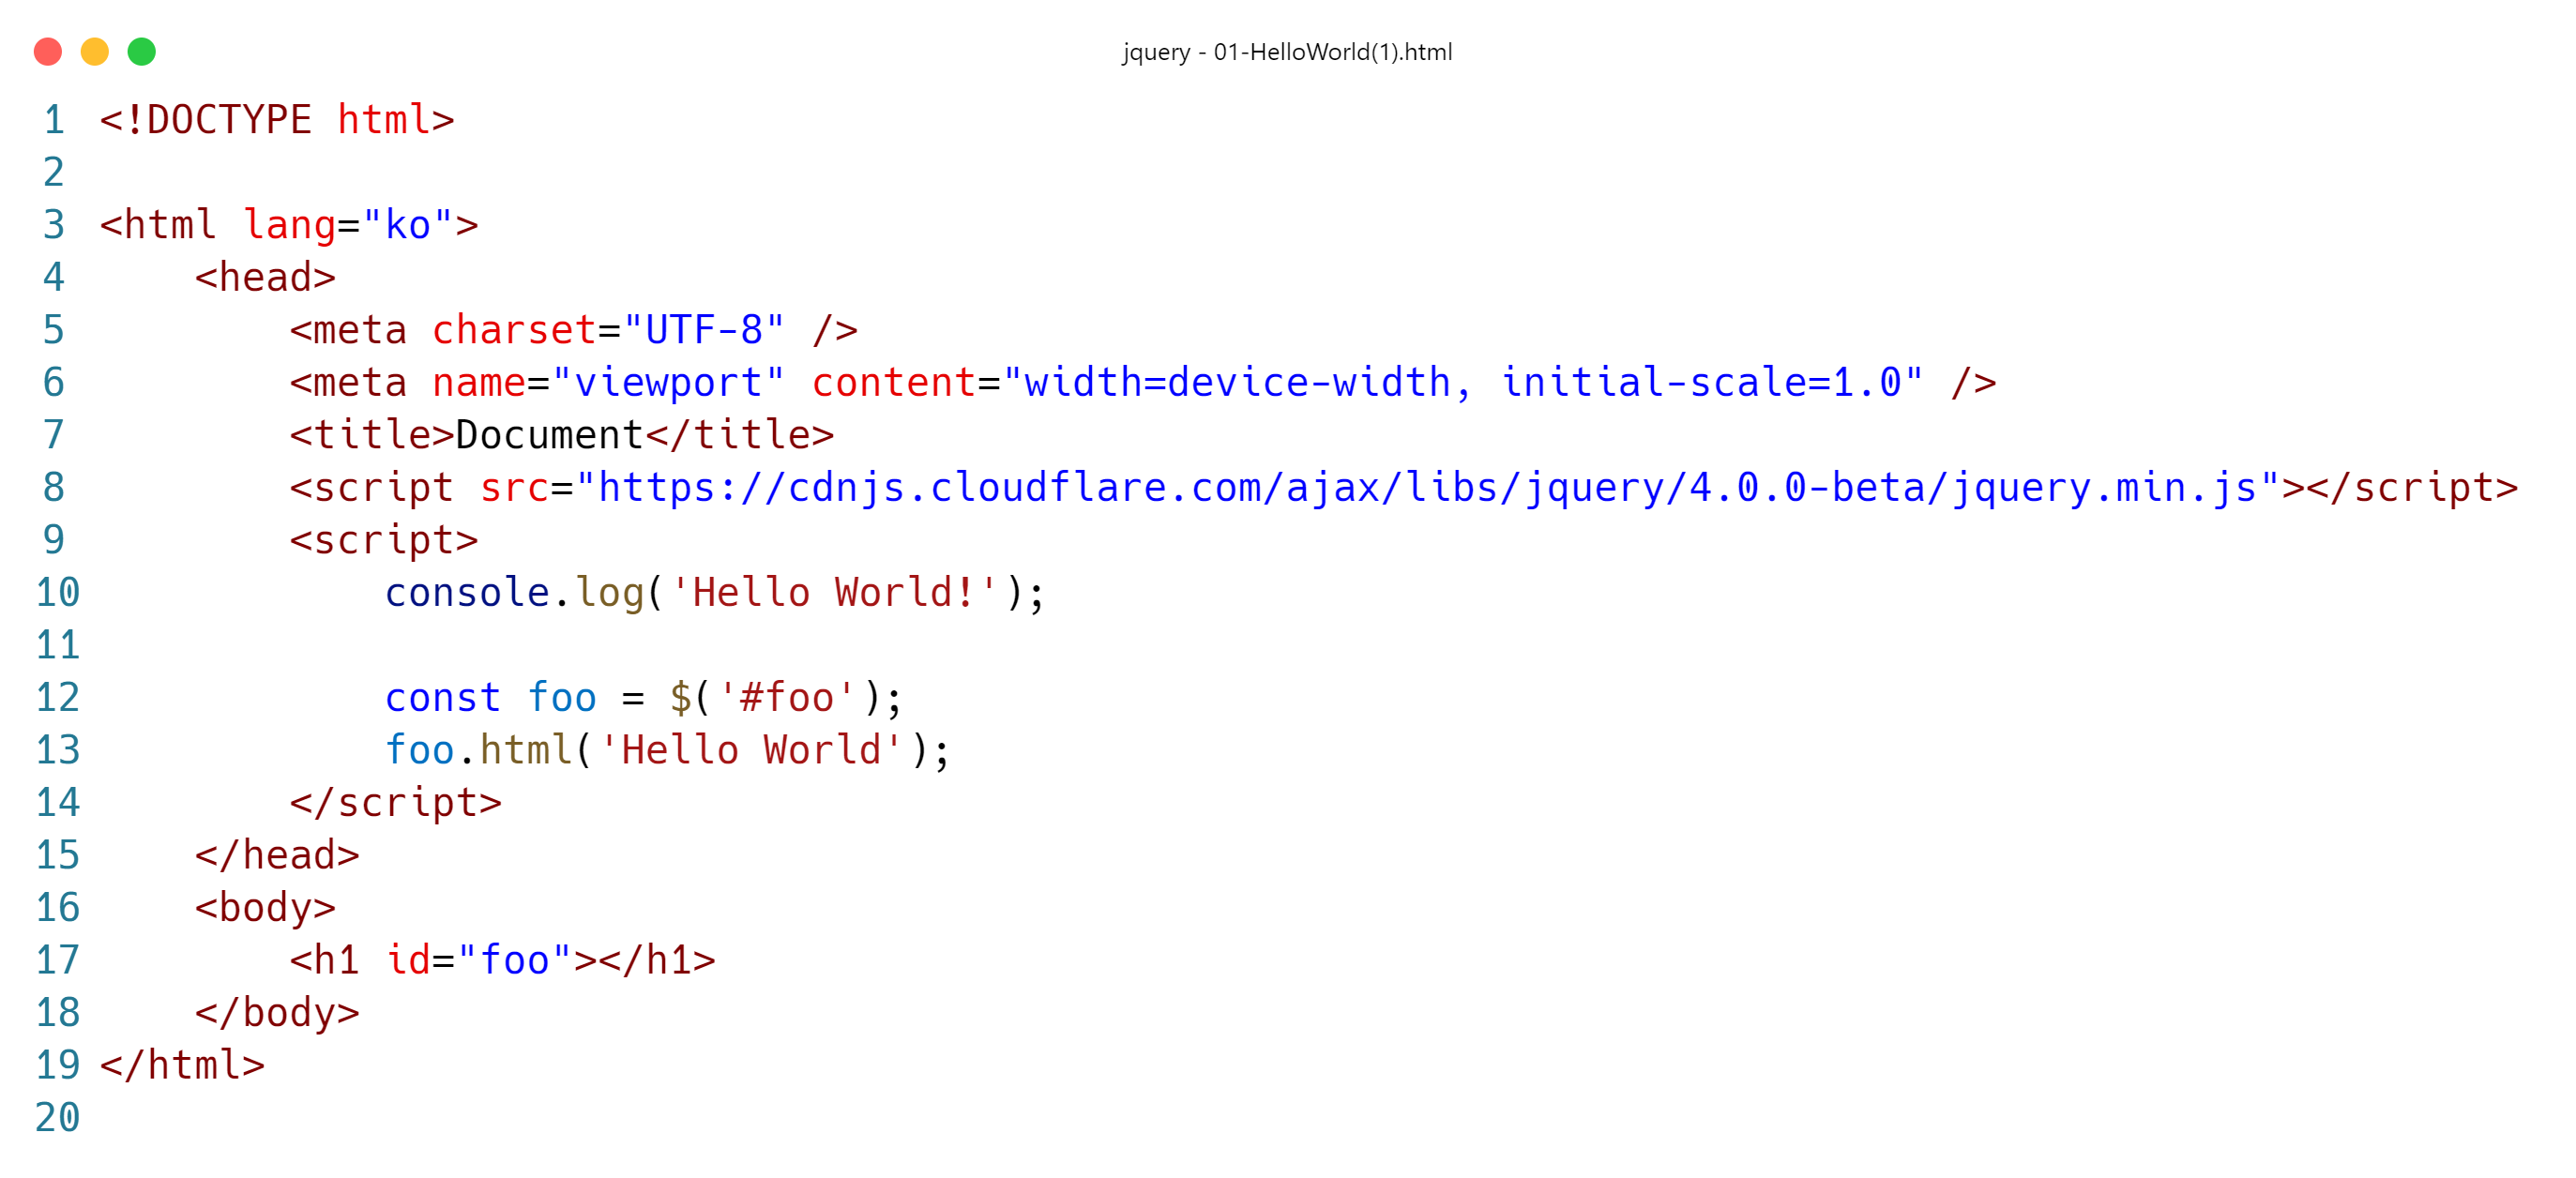 jquery - 01-HelloWorld(1).html
1 <!DOCTYPE html>
2
3 <html lang="ko">
4     <head>
5         <meta charset="UTF-8" />
6         <meta name="viewport" content="width=device-width, initial-scale=1.0" />
7         <title>Document</title>
8         <script src="https://cdnjs.cloudflare.com/ajax/libs/jquery/4.0.0-beta/jquery.min.js"></script>
9         <script>
10             console.log('Hello World!');
11
12             const foo = $('#foo');
13             foo.html('Hello World');
14         </script>
15     </head>
16     <body>
17         <h1 id="foo"></h1>
18     </body>
19 </html>
20